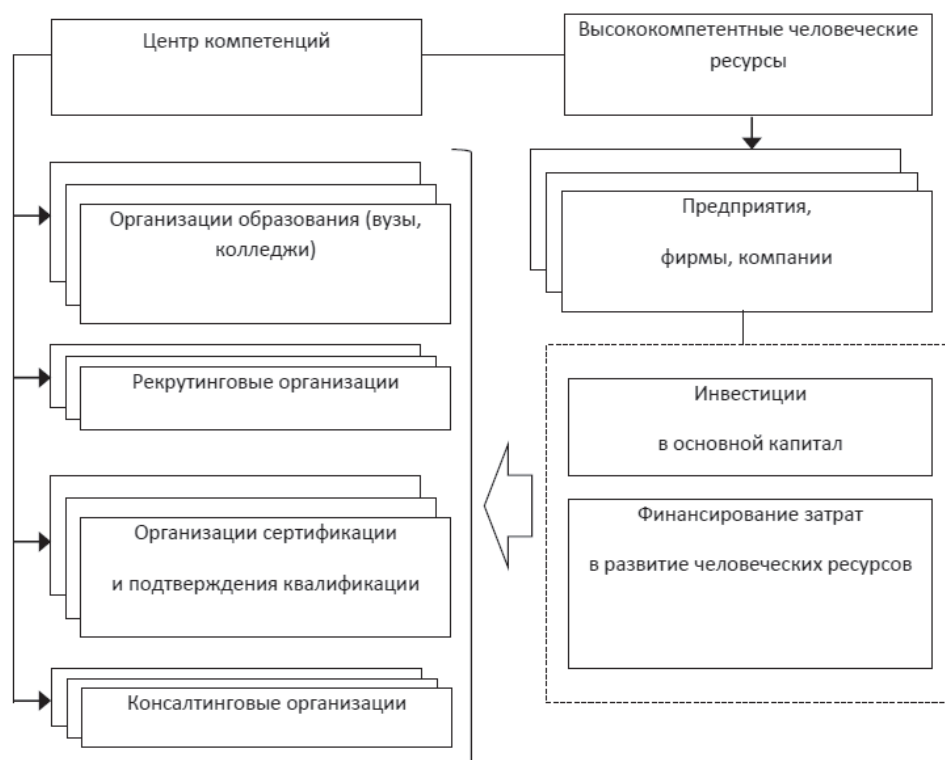 Центр компетенций
Высококомпетентные человеческие
ресурсы
Организации образования (вузы,
колледжи)
Рекрутинговые организации
Организации сертификации
и подтверждения квалификации
Консалтинговые организации
Предприятия,
фирмы, компании
Инвестиции
в основной капитал
Финансирование затрат
в развитие человеческих ресурсов